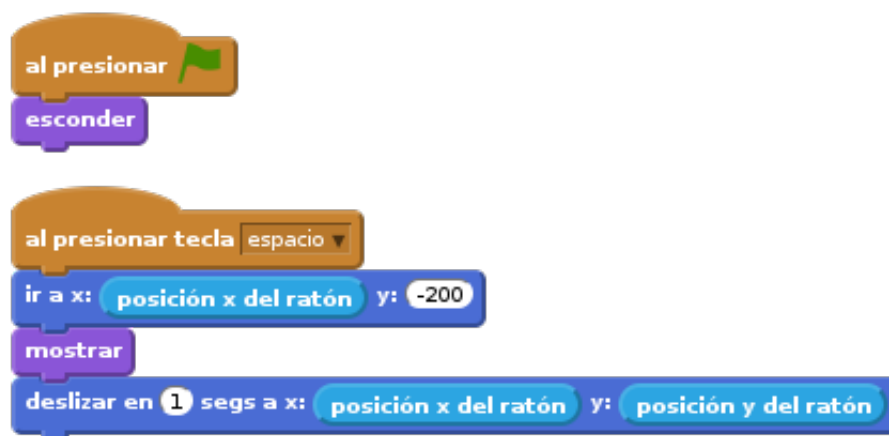 al presionar
esconder
al presionar tecla espacio
ir a x: posición x del ratón y: -200
mostrar
deslizar en 1 segs a x: posición x del ratón y: posición y del ratón